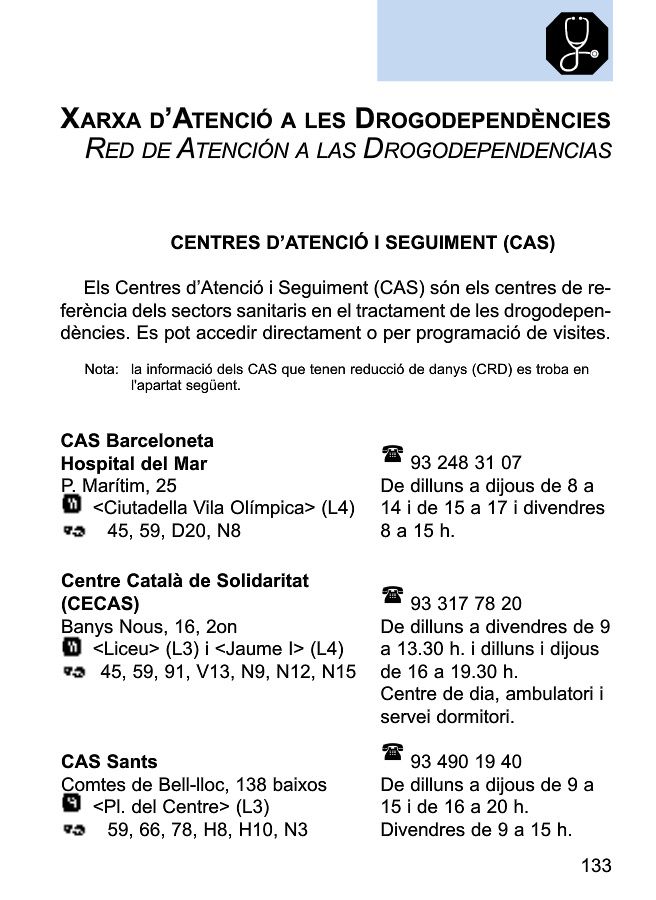 XARXA D'ATENCIÓ A LES DROGODEPENDÈNCIES
RED DE ATENCIÓN A LAS DROGODEPENDENCIAS
CENTRES D'ATENCIÓ I SEGUIMENT (CAS)
Els Centres d'Atenció i Seguiment (CAS) són els centres de re-
ferència dels sectors sanitaris en el tractament de les drogodepen-
dències. Es pot accedir directament o per programació de visites.
Nota: la informació dels CAS que tenen reducció de danys (CRD) es troba en
l'apartat següent.
CAS Barceloneta
Hospital del Mar
P. Marítim, 25
<Ciutadella Vila Olímpica> (L4)
45, 59, D20, N8
93 248 31 07
De dilluns a dijous de 8 a
14 i de 15 a 17 i divendres
8 a 15 h.
Centre Català de Solidaritat
(CECAS)
Banys Nous, 16, 2on
<Liceu> (L3) i <Jaume I> (L4)
45, 59, 91, V13, N9, N12, N15
93 317 78 20
De dilluns a divendres de 9
a 13.30 h. i dilluns i dijous
de 16 a 19.30 h.
Centre de dia, ambulatori i
servei dormitori.
CAS Sants
Comtes de Bell-lloc, 138 baixos
<Pl. del Centre> (L3)
59, 66, 78, H8, H10, N3
93 490 19 40
De dilluns a dijous de 9 a
15 i de 16 a 20 h.
Divendres de 9 a 15 h.
133